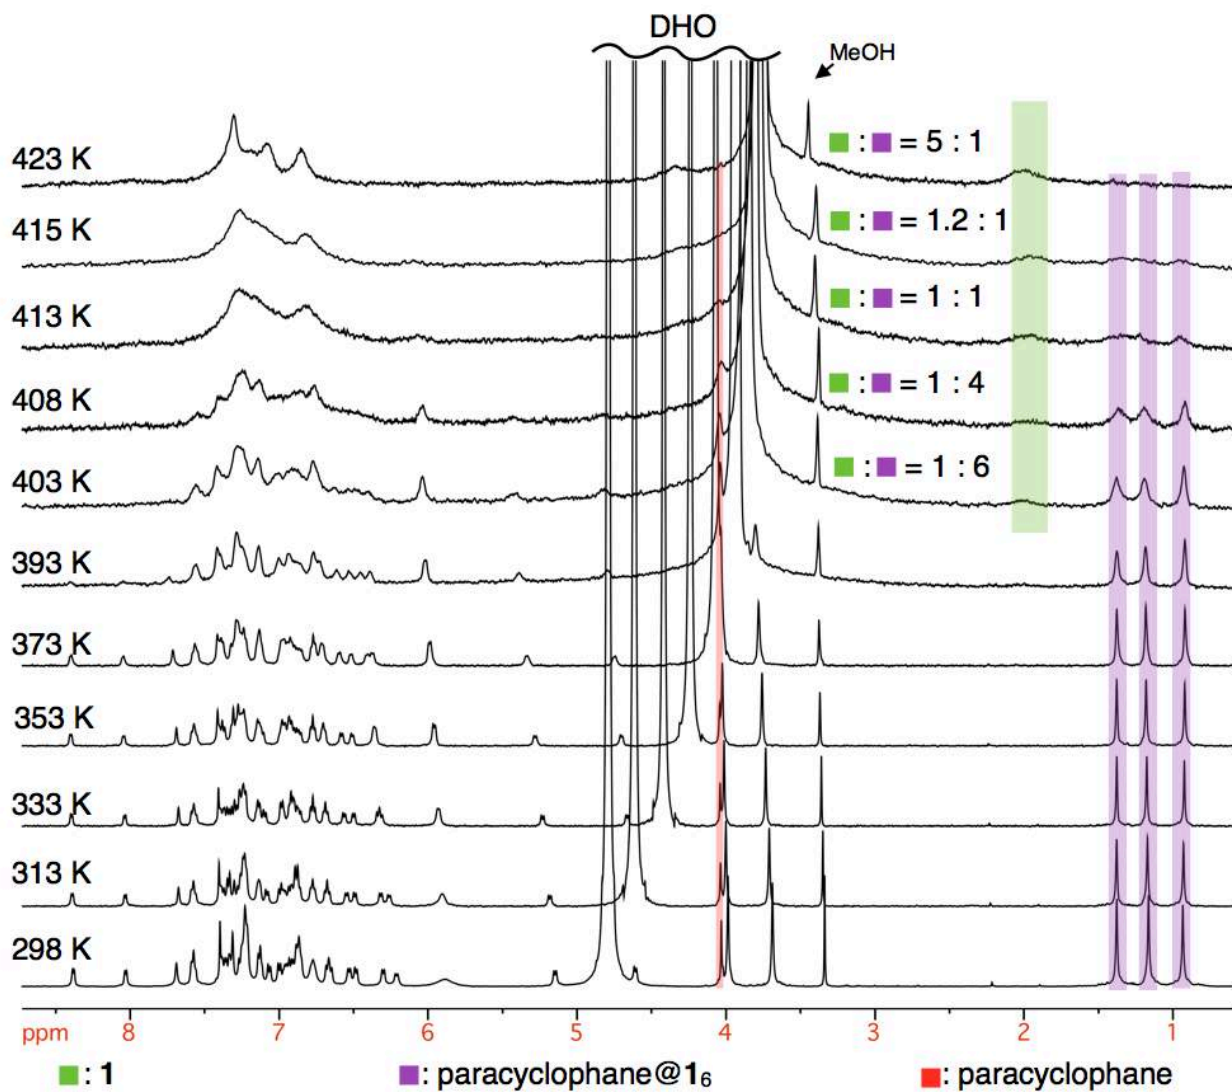 DHO
MeOH
423 K
: = 5 : 1
415 K
: = 1.2 : 1
413 K
: = 1 : 1
408 K
: = 1 : 4
403 K
: = 1 : 6
393 K
373 K
353 K
333 K
313 K
298 K
ppm 8 7 6 5 4 3 2 1
: 1 : paracyclophane@1₆ : paracyclophane